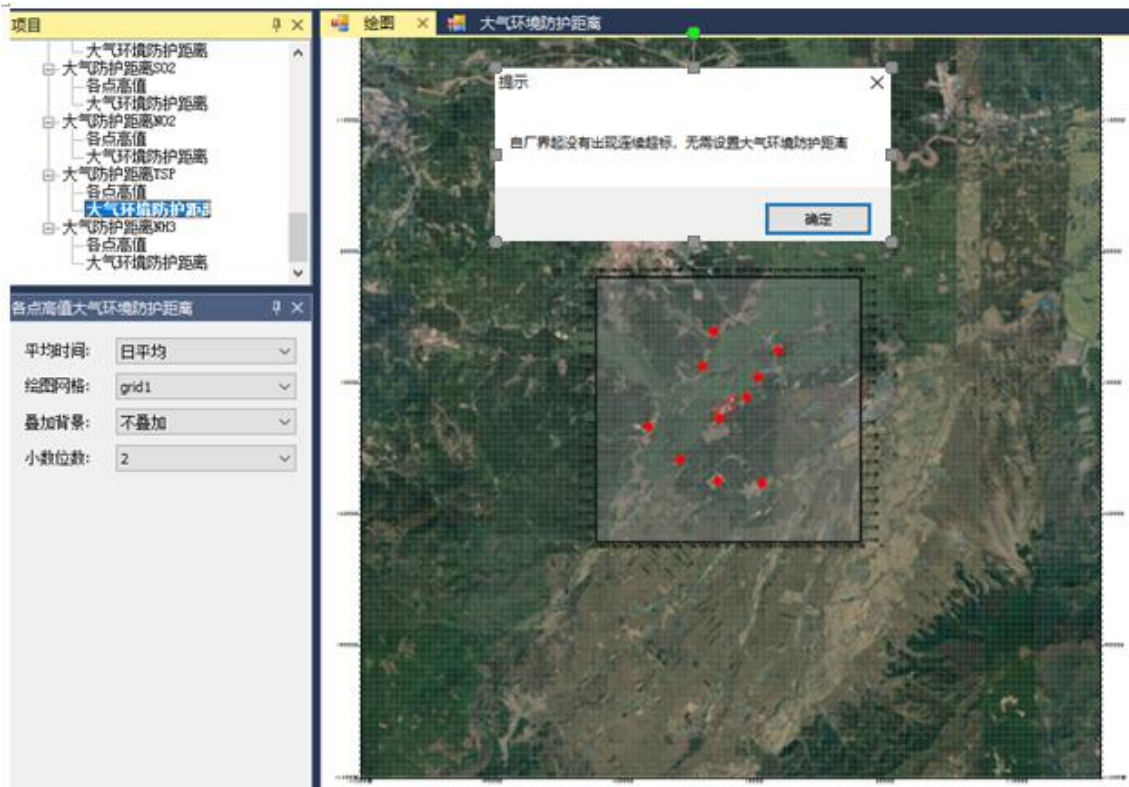 项目
绘图
大气环境防护距离
大气环境防护距离
大气防护距离SO2
各点高值
大气环境防护距离
大气防护距离NO2
各点高值
大气环境防护距离
大气防护距离TSP
各点高值
大气环境防护距离
大气防护距离NH3
各点高值
大气环境防护距离
各点高值大气环境防护距离
平均时间: 日平均
绘图网格: grid1
叠加背景: 不叠加
小数位数: 2
提示
自厂界起没有出现连续超标，无需设置大气环境防护距离
确定